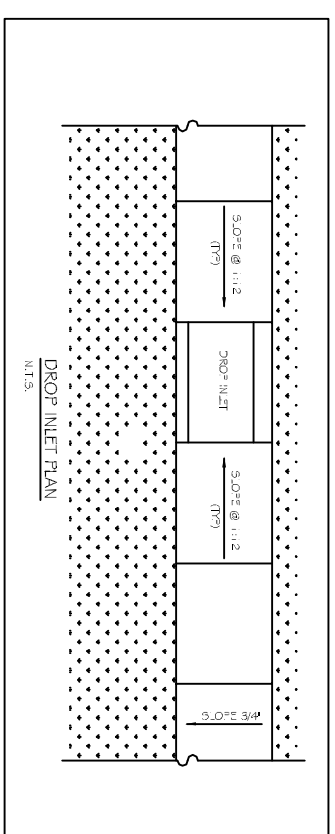 SLOPE @ 1:12
(TYP)
DROP INLET
SLOPE @ 1:12
(TYP)
SLOPE 3/4"
DROP INLET PLAN
N.T.S.